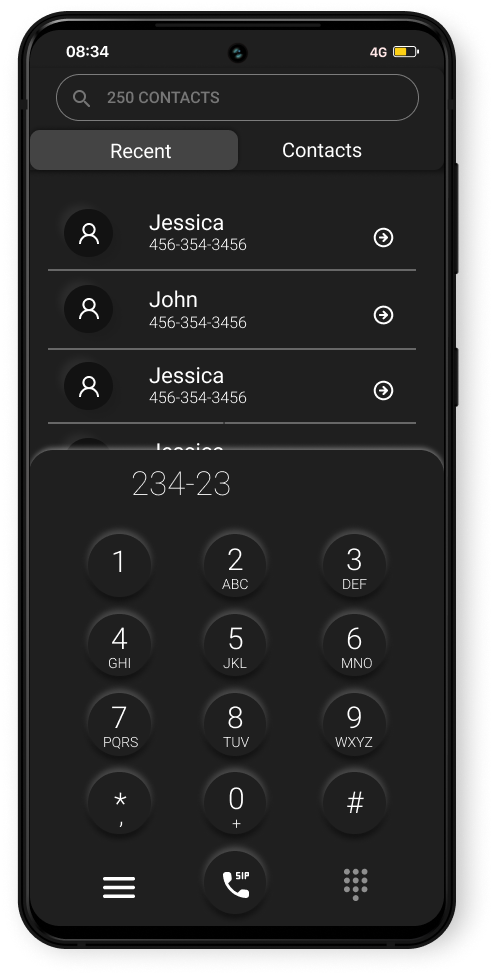 08:34
4G
250 CONTACTS
Recent
Contacts
Jessica
456-354-3456
John
456-354-3456
Jessica
456-354-3456
Jessica
234-23
1
2
3
ABC
DEF
4
5
6
GHI
JKL
MNO
7
8
9
PQRS
TUV
WXYZ
*
0
#
,
+
SIP